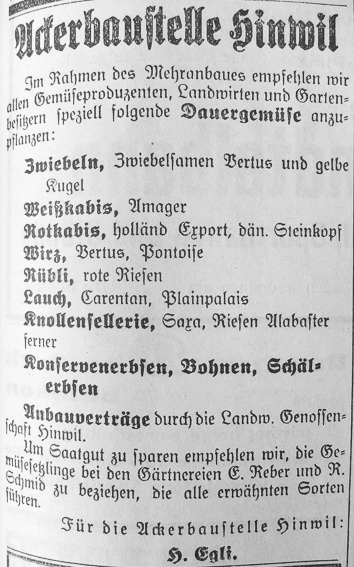 Ackerbaustelle Hinwil
Im Rahmen des Mehranbaues empfehlen wir
allen Gemüseproduzenten, Landwirten und Garten-
besitzern speziell folgende Dauergemüse anzu-
pflanzen:
Zwiebeln, Zwiebelsamen Vertus und gelbe
Kugel
Weißkabis, Amager
Rotkabis, holländ Export, dän. Steinkopf
Wirz, Vertus, Pontoise
Rübli, rote Riesen
Lauch, Carentan, Plainpalais
Knollensellerie, Saxa, Riesen Alabaster
ferner
Konservenerbsen, Bohnen, Schäl-
erbsen
Anbauverträge durch die Landw. Genossen-
schaft Hinwil.
Um Saatgut zu sparen empfehlen wir, die Ge-
müsesetzlinge bei den Gärtnereien E. Reber und R.
Schmid zu beziehen, die alle erwähnten Sorten
führen.
Für die Ackerbaustelle Hinwil:
H. Egli.